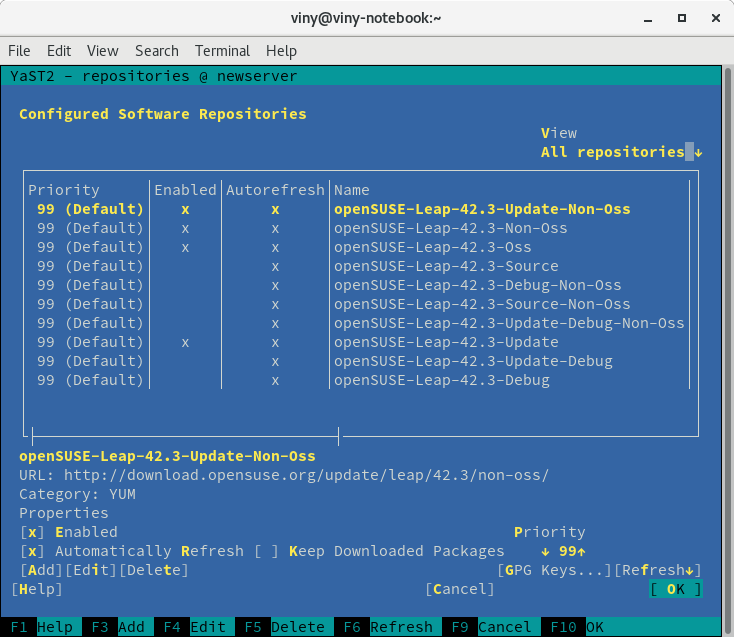 viny@viny-notebook:~
File Edit View Search Terminal Help
YaST2 - repositories @ newserver
Configured Software Repositories
View
All repositories↓
Priority Enabled Autorefresh Name
99 (Default) x x openSUSE-Leap-42.3-Update-Non-Oss
99 (Default) x x openSUSE-Leap-42.3-Non-Oss
99 (Default) x x openSUSE-Leap-42.3-Oss
99 (Default) x openSUSE-Leap-42.3-Source
99 (Default) x openSUSE-Leap-42.3-Debug-Non-Oss
99 (Default) x openSUSE-Leap-42.3-Source-Non-Oss
99 (Default) x openSUSE-Leap-42.3-Update-Debug-Non-Oss
99 (Default) x x openSUSE-Leap-42.3-Update
99 (Default) x openSUSE-Leap-42.3-Update-Debug
99 (Default) x openSUSE-Leap-42.3-Debug
openSUSE-Leap-42.3-Update-Non-Oss
URL: http://download.opensuse.org/update/leap/42.3/non-oss/
Category: YUM
Properties
[x] Enabled Priority
[x] Automatically Refresh [ ] Keep Downloaded Packages ↓ 99↑
[Add][Edit][Delete] [GPG Keys...][Refresh↓]
[Help] [Cancel] [ OK ]
F1 Help F3 Add F4 Edit F5 Delete F6 Refresh F9 Cancel F10 OK